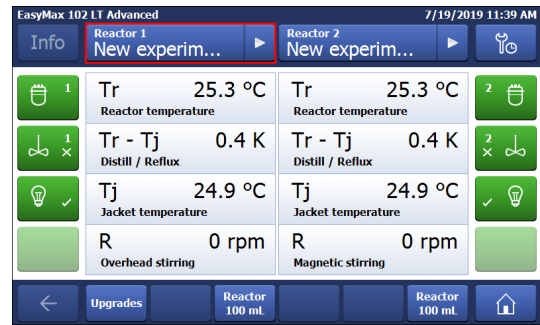 EasyMax 102 LT Advanced 7/19/2019 11:39 AM
Info
Reactor 1
New experim...
Reactor 2
New experim...
1
Tr 25.3 °C
Reactor temperature
Tr 25.3 °C
Reactor temperature
2
1
Tr - Tj 0.4 K
Distill / Reflux
Tr - Tj 0.4 K
Distill / Reflux
2
Tj 24.9 °C
Jacket temperature
Tj 24.9 °C
Jacket temperature
R 0 rpm
Overhead stirring
R 0 rpm
Magnetic stirring
Upgrades
Reactor
100 mL
Reactor
100 mL